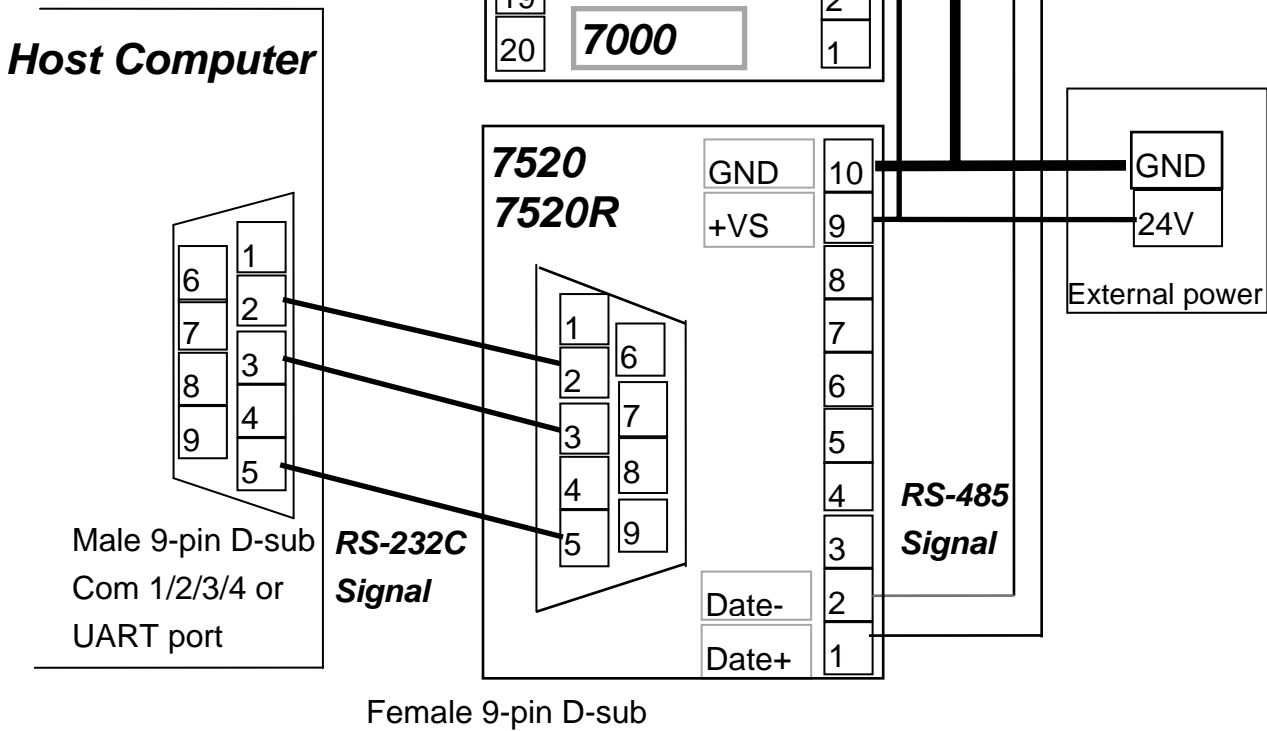 19
2
20
7000
1
Host Computer
7520
7520R
GND
10
+VS
9
8
7
6
5
4
3
Date-
2
Date+
1
GND
24V
External power
1
6
2
7
3
8
4
9
5
1
6
2
7
3
8
4
9
5
RS-485
Signal
RS-232C
Signal
Male 9-pin D-sub
Com 1/2/3/4 or
UART port
Female 9-pin D-sub